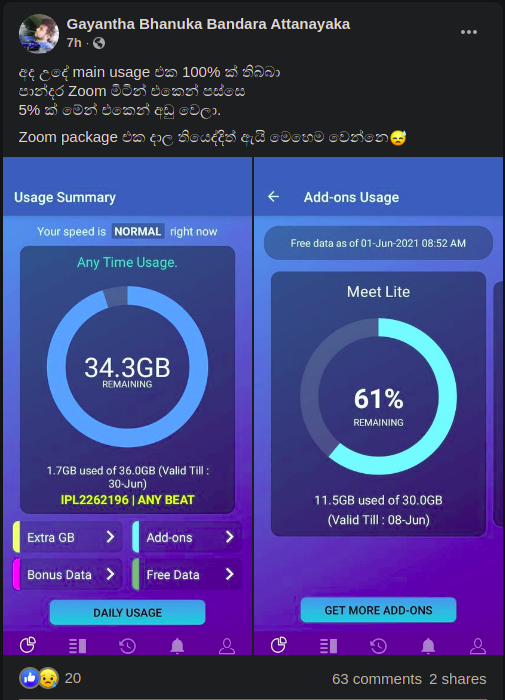 Gayantha Bhanuka Bandara Attanayaka
7h ·
අද උදේ main usage එක 100% ක් තිබ්බා
පාන්දර Zoom මීටින් එකෙන් පස්සෙ
5% ක් මේන් එකෙන් අඩු වෙලා.
Zoom package එක දාල තියෙද්දිත් ඇයි මෙහෙම වෙන්නෙ😓
Usage Summary
Your speed is NORMAL right now
Any Time Usage.
34.3GB
REMAINING
1.7GB used of 36.0GB (Valid Till :
30-Jun)
IPL2262196 | ANY BEAT
Extra GB
Add-ons
Bonus Data
Free Data
DAILY USAGE
Add-ons Usage
Free data as of 01-Jun-2021 08:52 AM
Meet Lite
61%
REMAINING
11.5GB used of 30.0GB
(Valid Till : 08-Jun)
GET MORE ADD-ONS
20
63 comments 2 shares